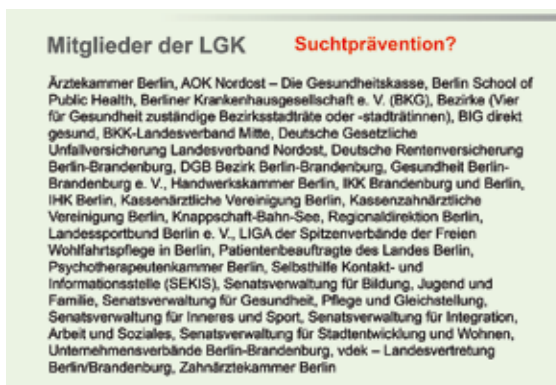 Mitglieder der LGK Suchtprävention?
Ärztekammer Berlin, AOK Nordost – Die Gesundheitskasse, Berlin School of
Public Health, Berliner Krankenhausgesellschaft e. V. (BKG), Bezirke (Vier
für Gesundheit zuständige Bezirksstadträte oder -stadträtinnen), BIG direkt
gesund, BKK-Landesverband Mitte, Deutsche Gesetzliche
Unfallversicherung Landesverband Nordost, Deutsche Rentenversicherung
Berlin-Brandenburg, DGB Bezirk Berlin-Brandenburg, Gesundheit Berlin-
Brandenburg e. V., Handwerkskammer Berlin, IKK Brandenburg und Berlin,
IHK Berlin, Kassenärztliche Vereinigung Berlin, Kassenzahnärztliche
Vereinigung Berlin, Knappschaft-Bahn-See, Regionaldirektion Berlin,
Landessportbund Berlin e. V., LIGA der Spitzenverbände der Freien
Wohlfahrtspflege in Berlin, Patientenbeauftragte des Landes Berlin,
Psychotherapeutenkammer Berlin, Selbsthilfe Kontakt- und
Informationsstelle (SEKIS), Senatsverwaltung für Bildung, Jugend und
Familie, Senatsverwaltung für Gesundheit, Pflege und Gleichstellung,
Senatsverwaltung für Inneres und Sport, Senatsverwaltung für Integration,
Arbeit und Soziales, Senatsverwaltung für Stadtentwicklung und Wohnen,
Unternehmensverbände Berlin-Brandenburg, vdek – Landesvertretung
Berlin/Brandenburg, Zahnärztekammer Berlin